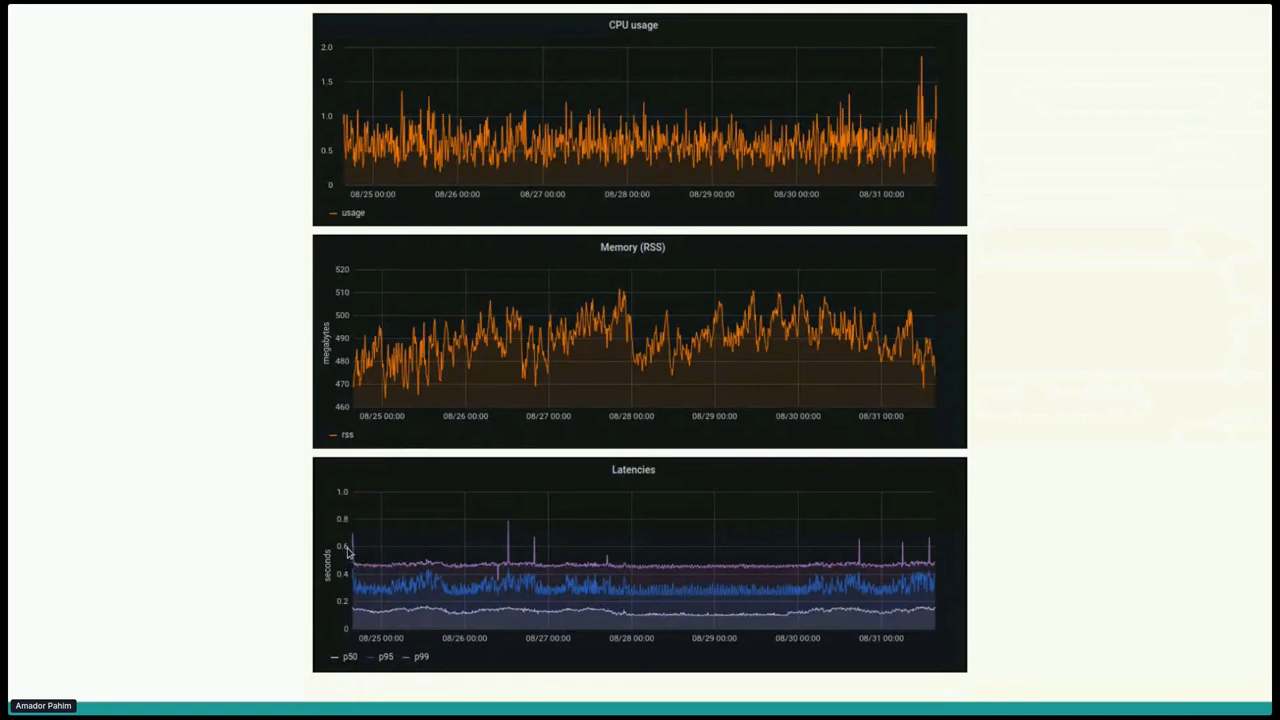 CPU usage
2.0
1.5
1.0
0.5
0
08/25 00:00 08/26 00:00 08/27 00:00 08/28 00:00 08/29 00:00 08/30 00:00 08/31 00:00
usage
Memory (RSS)
520
510
500
490
480
470
460
megabytes
08/25 00:00 08/26 00:00 08/27 00:00 08/28 00:00 08/29 00:00 08/30 00:00 08/31 00:00
rss
Latencies
1.0
0.8
0.6
0.4
0.2
0
seconds
08/25 00:00 08/26 00:00 08/27 00:00 08/28 00:00 08/29 00:00 08/30 00:00 08/31 00:00
p50 p95 p99
Amador Pahim